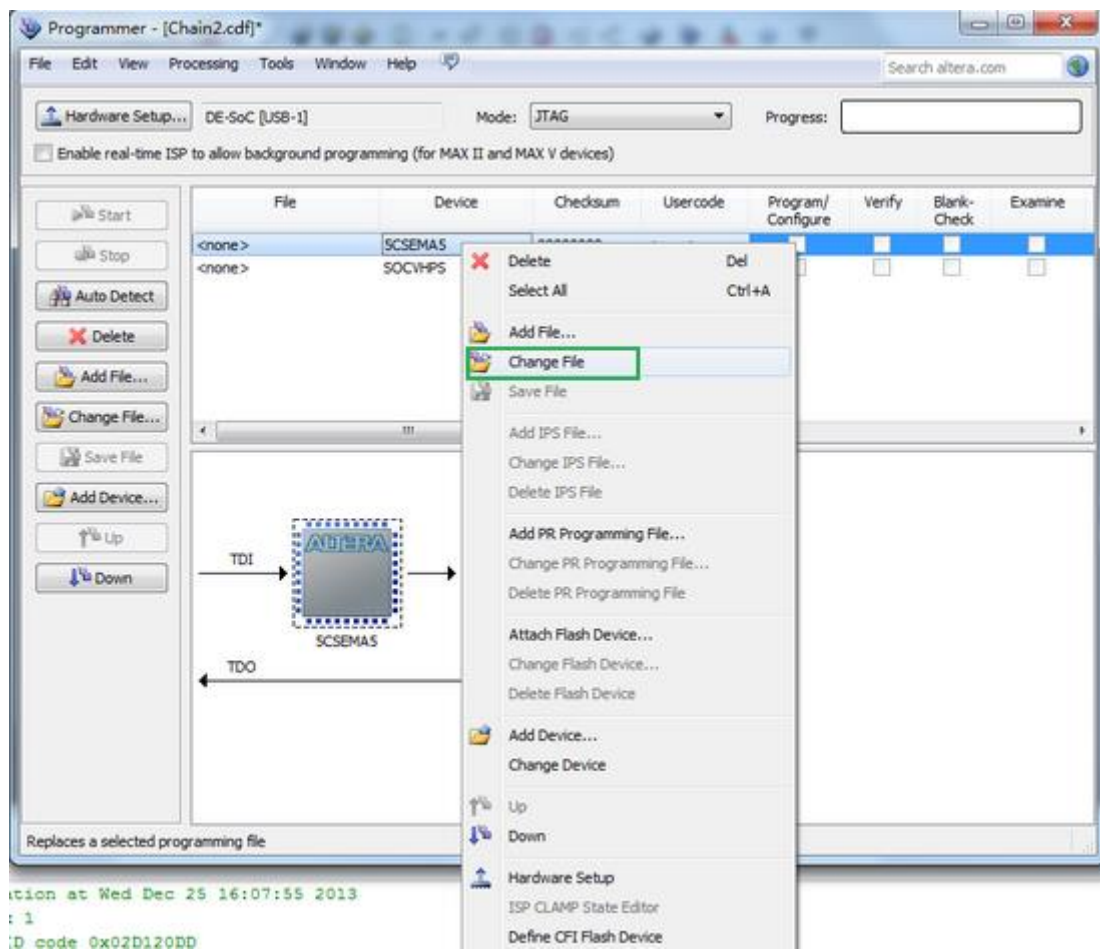 Programmer - [Chain2.cdf]*
File Edit View Processing Tools Window Help
Search altera.com
Hardware Setup... DE-SoC [USB-1] Mode: JTAG Progress:
Enable real-time ISP to allow background programming (for MAX II and MAX V devices)
File Device Checksum Usercode Program/ Configure Verify Blank- Check Examine
Start
Stop
Auto Detect
Delete
Add File...
Change File...
Save File
Add Device...
Up
Down
<none> SCSEMA5 00000000
<none> SOCVHPS
Delete Del
Select All Ctrl+A
Add File...
Change File
Save File
Add IPS File...
Change IPS File...
Delete IPS File
Add PR Programming File...
Change PR Programming File...
Delete PR Programming File
Attach Flash Device...
Change Flash Device...
Delete Flash Device
Add Device...
Change Device
Up
Down
Hardware Setup
ISP CLAMP State Editor
Define CFI Flash Device
TDI
ALTERA
SCSEMA5
TDO
Replaces a selected programming file
tion at Wed Dec 25 16:07:55 2013
: 1
D code 0x02D120DD